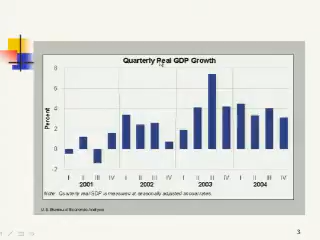 Quarterly Real GDP Growth
8
6
4
2
0
-2
Percent
I II III IV I II III IV I II III IV I II III IV
2001 2002 2003 2004
Note: Quarterly real GDP is measured at seasonally adjusted annual rates.
U.S. Bureau of Economic Analysis
3